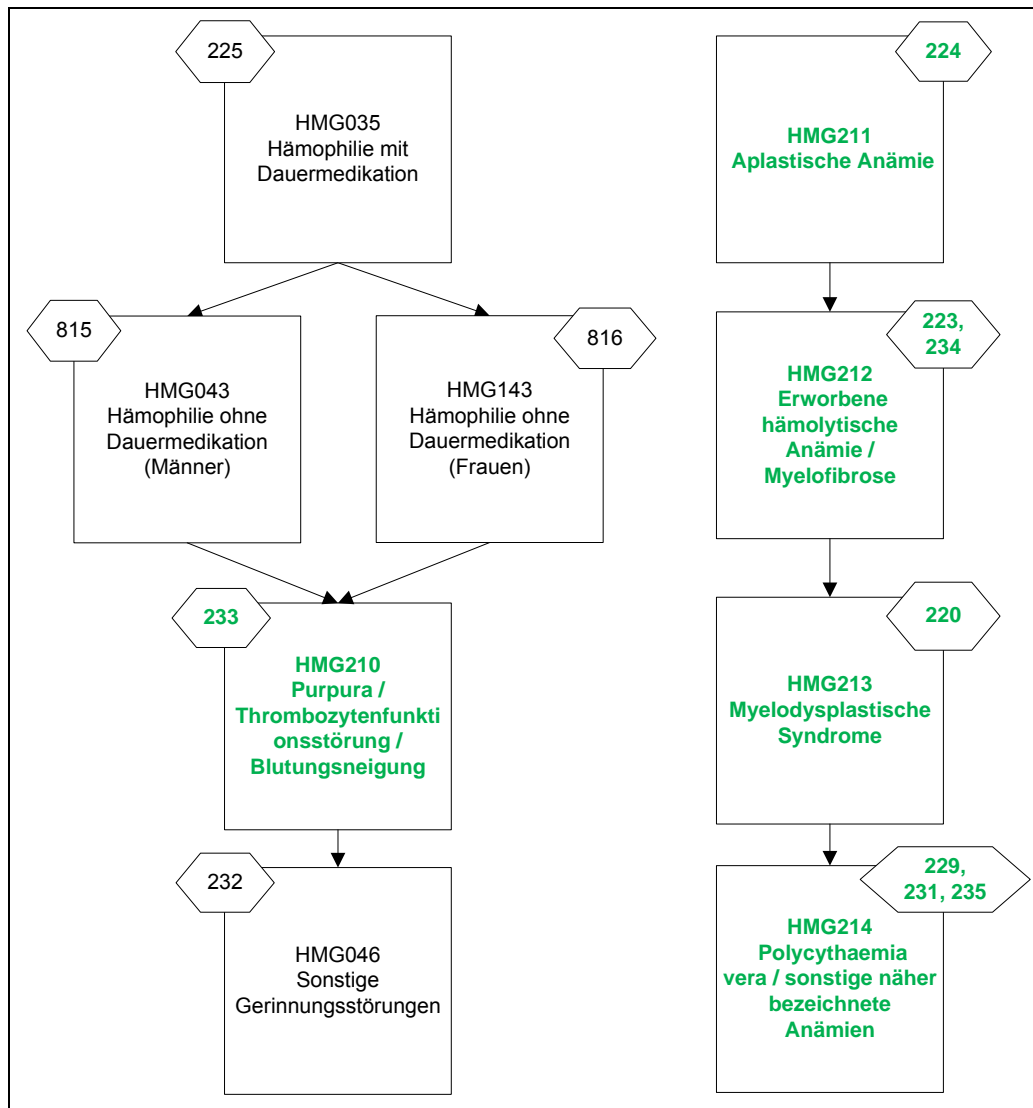 225
HMG035
Hämophilie mit
Dauermedikation
815
HMG043
Hämophilie ohne
Dauermedikation
(Männer)
816
HMG143
Hämophilie ohne
Dauermedikation
(Frauen)
233
HMG210
Purpura /
Thrombozytenfunkti
onsstörung /
Blutungsneigung
232
HMG046
Sonstige
Gerinnungsstörungen
224
HMG211
Aplastische Anämie
223,
234
HMG212
Erworbene
hämolytische
Anämie /
Myelofibrose
220
HMG213
Myelodysplastische
Syndrome
229,
231, 235
HMG214
Polycythaemia
vera / sonstige näher
bezeichnete
Anämien